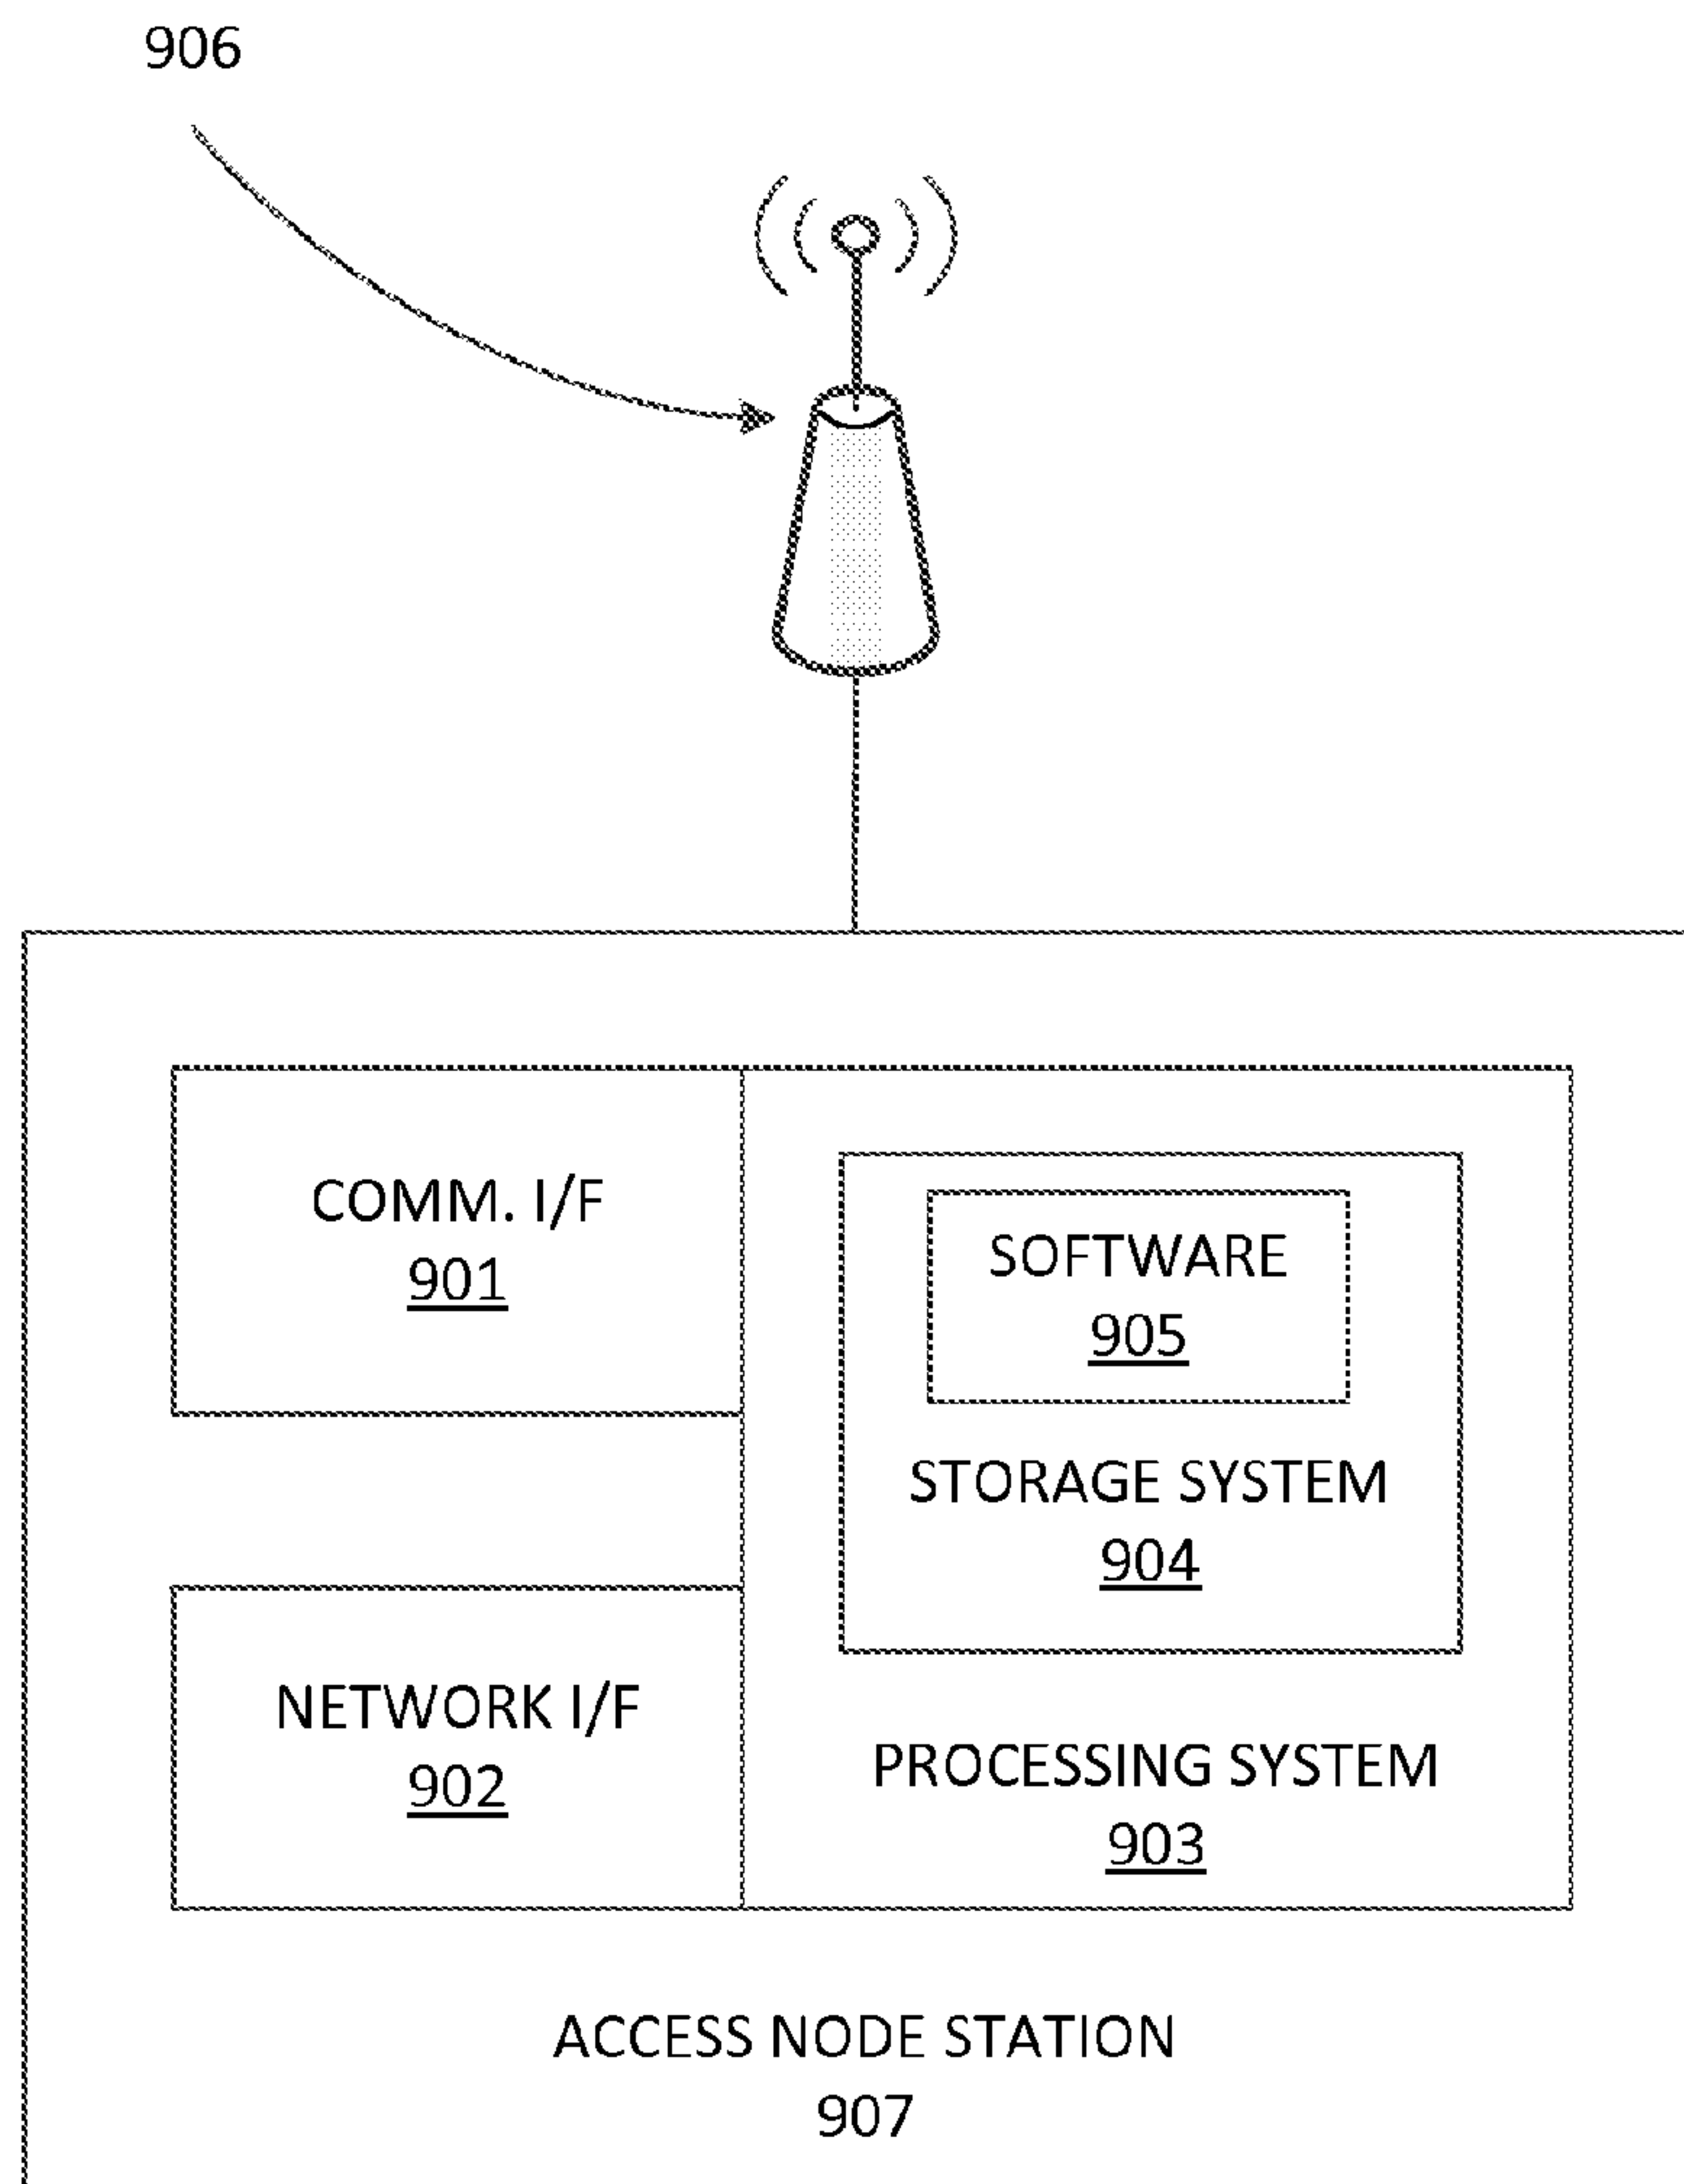 906
COMM. I/F
901
SOFTWARE
905
STORAGE SYSTEM
904
NETWORK I/F
902
PROCESSING SYSTEM
903
ACCESS NODE STATION
907